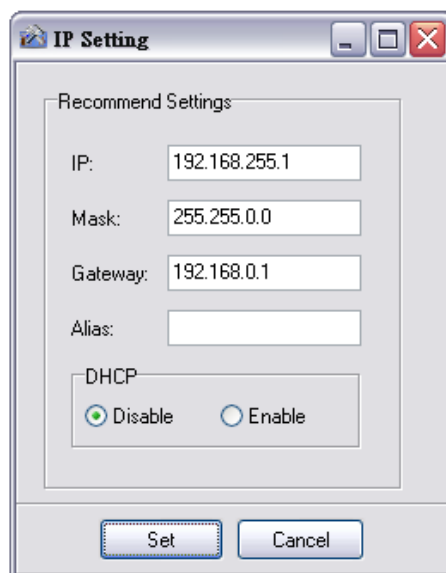 IP Setting
Recommend Settings
IP: 192.168.255.1
Mask: 255.255.0.0
Gateway: 192.168.0.1
Alias:
DHCP
Disable Enable
Set Cancel